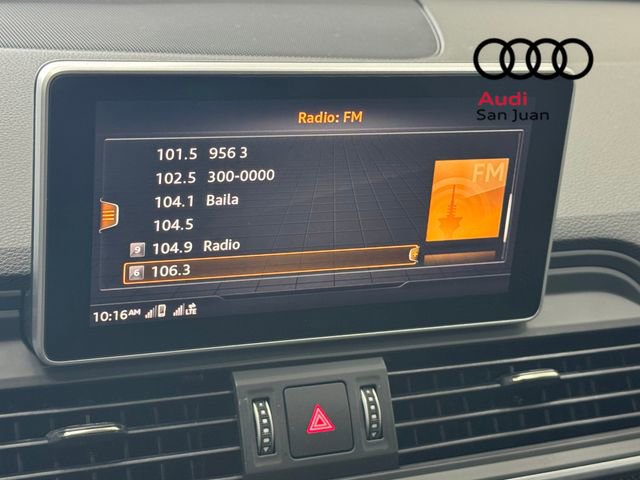 Audi
San Juan
Radio: FM
101.5 956 3
102.5 300-0000
104.1 Baila
104.5
9 104.9 Radio
6 106.3
FM
10:16AM LTE